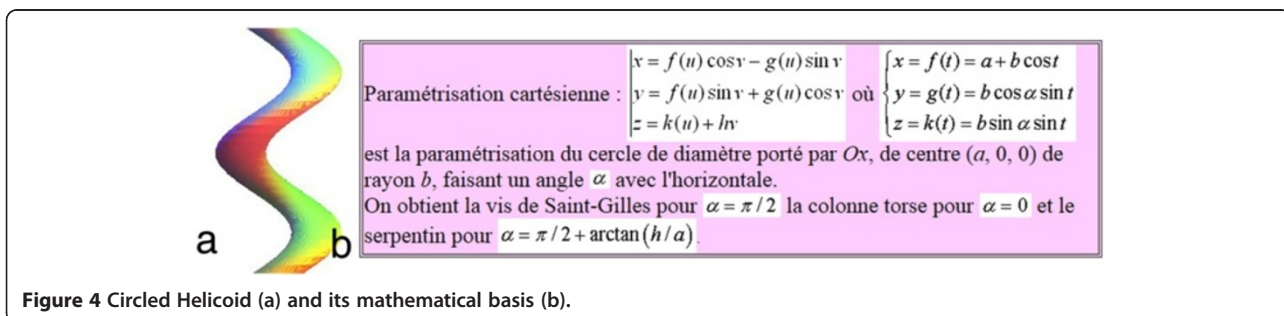 x = f(u) cos v − g(u) sin v
x = f(t) = a + b cos t
Paramétrisation cartésienne : y = f(u) sin v + g(u) cos v où y = g(t) = b cos α sin t
z = k(u) + hv
z = k(t) = b sin α sin t
est la paramétrisation du cercle de diamètre porté par Ox, de centre (a, 0, 0) de
rayon b, faisant un angle α avec l'horizontale.
On obtient la vis de Saint-Gilles pour α = π / 2 la colonne torse pour α = 0 et le
serpentin pour α = π / 2 + arctan (h / a).
a
b
Figure 4 Circled Helicoid (a) and its mathematical basis (b).